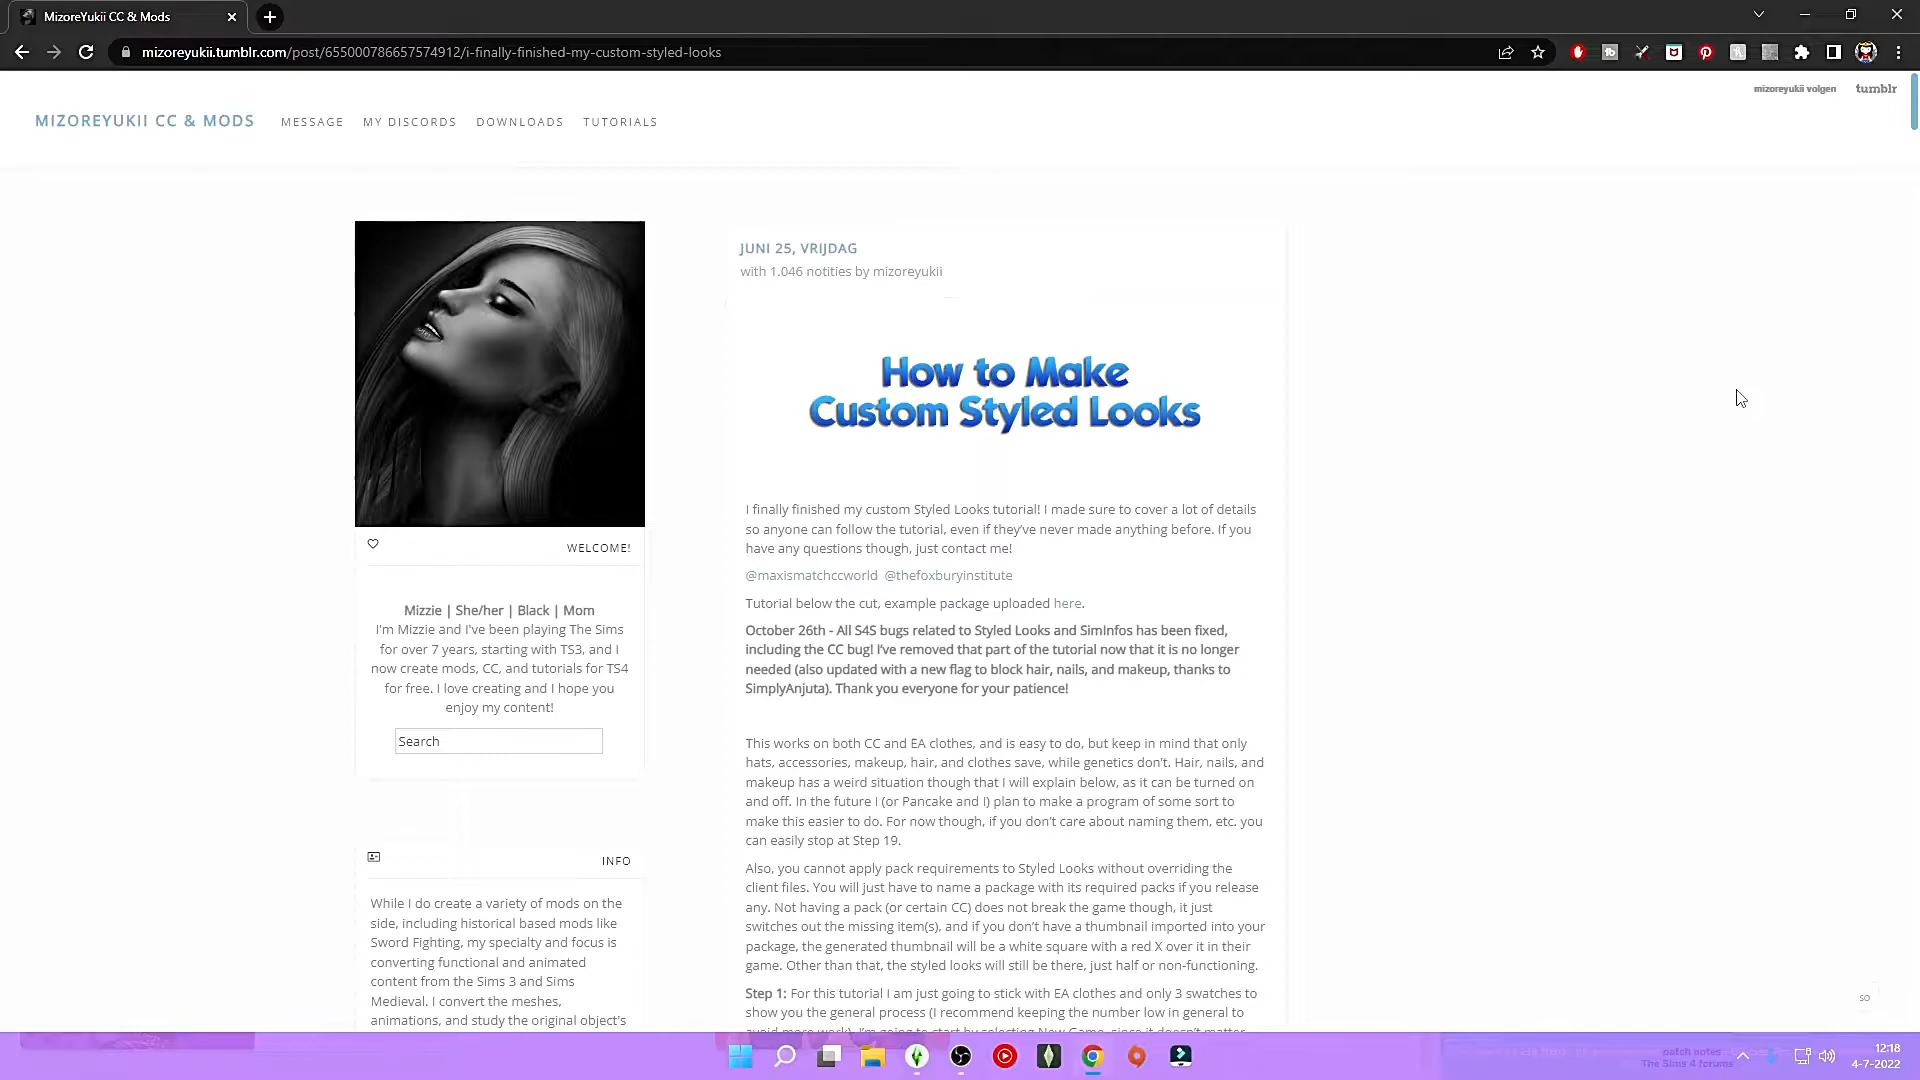 MizoreYukii CC & Mods
mizoreyukii.tumblr.com/post/655000786657574912/i-finally-finished-my-custom-styled-looks
mizoreyukii volgen
tumblr
MIZOREYUKII CC & MODS
MESSAGE
MY DISCORDS
DOWNLOADS
TUTORIALS
WELCOME!
Mizzie | She/her | Black | Mom
I'm Mizzie and I've been playing The Sims
for over 7 years, starting with TS3, and I
now create mods, CC, and tutorials for TS4
for free. I love creating and I hope you
enjoy my content!
Search
INFO
While I do create a variety of mods on the
side, including historical based mods like
Sword Fighting, my specialty and focus is
converting functional and animated
content from the Sims 3 and Sims
Medieval. I convert the meshes,
animations, and study the original object's
JUNI 25, VRIJDAG
with 1.046 notities by mizoreyukii
How to Make
Custom Styled Looks
I finally finished my custom Styled Looks tutorial! I made sure to cover a lot of details
so anyone can follow the tutorial, even if they've never made anything before. If you
have any questions though, just contact me!
@maxismatchccworld @thefoxburyinstitute
Tutorial below the cut, example package uploaded here.
October 26th - All S4S bugs related to Styled Looks and SimInfos has been fixed,
including the CC bug! I've removed that part of the tutorial now that it is no longer
needed (also updated with a new flag to block hair, nails, and makeup, thanks to
SimplyAnjuta). Thank you everyone for your patience!
This works on both CC and EA clothes, and is easy to do, but keep in mind that only
hats, accessories, makeup, hair, and clothes save, while genetics don't. Hair, nails, and
makeup has a weird situation though that I will explain below, as it can be turned on
and off. In the future I (or Pancake and I) plan to make a program of some sort to
make this easier to do. For now though, if you don't care about naming them, etc. you
can easily stop at Step 19.
Also, you cannot apply pack requirements to Styled Looks without overriding the
client files. You will just have to name a package with its required packs if you release
any. Not having a pack (or certain CC) does not break the game though, it just
switches out the missing item(s), and if you don't have a thumbnail imported into your
package, the generated thumbnail will be a white square with a red X over it in their
game. Other than that, the styled looks will still be there, just half or non-functioning.
Step 1: For this tutorial I am just going to stick with EA clothes and only 3 swatches to
show you the general process (I recommend keeping the number low in general to
avoid more work). I'm going to start by selecting New Game, since it doesn't matter
so
patch notes
The Sims 4 forums
12:18
4-7-2022